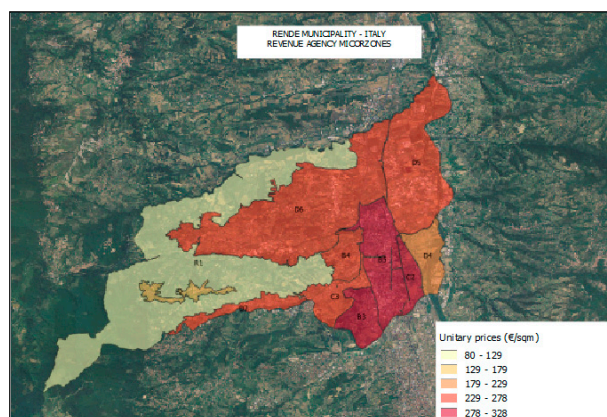 RENDE MUNICIPALITY - ITALY
REVENUE AGENCY MICORZONES
D5
D6
B4
B3
D4
R1
C2
C3
B1
Unitary prices (€/sqm)
80 - 129
129 - 179
179 - 229
229 - 278
278 - 328